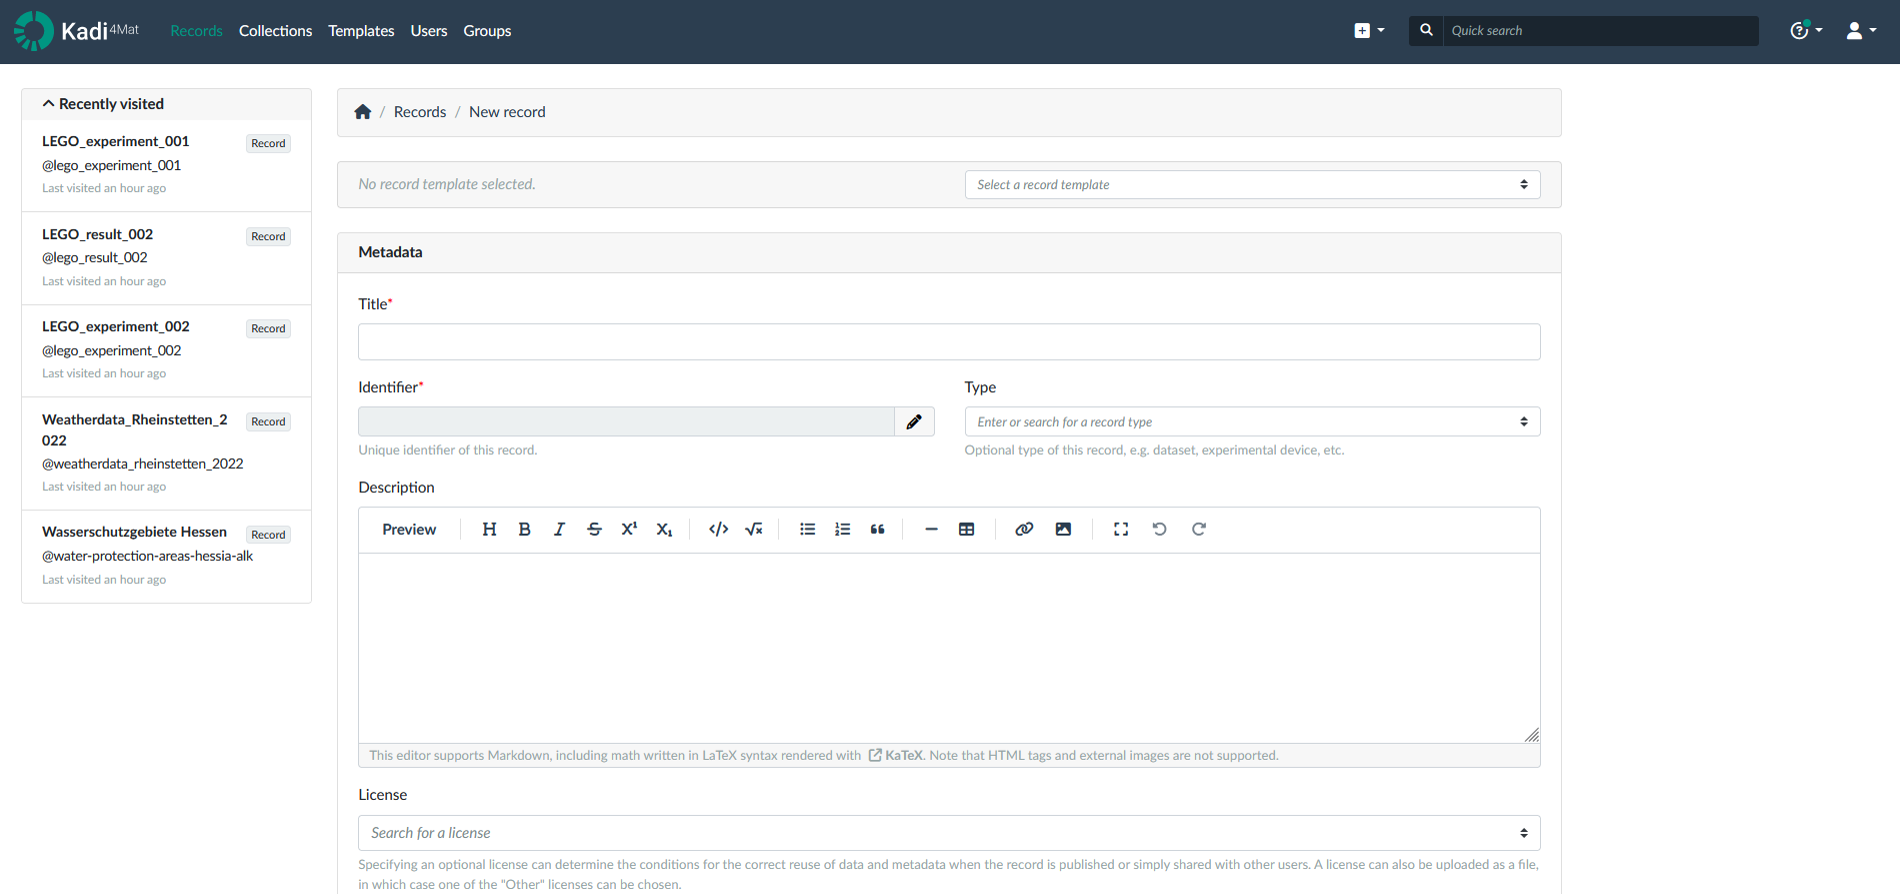 Kadi4Mat Records Collections Templates Users Groups Quick search
Recently visited
LEGO_experiment_001 Record
@lego_experiment_001
Last visited an hour ago
LEGO_result_002 Record
@lego_result_002
Last visited an hour ago
LEGO_experiment_002 Record
@lego_experiment_002
Last visited an hour ago
Weatherdata_Rheinstetten_2 Record
022
@weatherdata_rheinstetten_2022
Last visited an hour ago
Wasserschutzgebiete Hessen Record
@water-protection-areas-hessia-alk
Last visited an hour ago
/ Records / New record
No record template selected. Select a record template
Metadata
Title*
Identifier* Type
Enter or search for a record type
Unique identifier of this record. Optional type of this record, e.g. dataset, experimental device, etc.
Description
Preview H B I S X¹ X₁ </> √x
This editor supports Markdown, including math written in LaTeX syntax rendered with KaTeX. Note that HTML tags and external images are not supported.
License
Search for a license
Specifying an optional license can determine the conditions for the correct reuse of data and metadata when the record is published or simply shared with other users. A license can also be uploaded as a file,
in which case one of the "Other" licenses can be chosen.